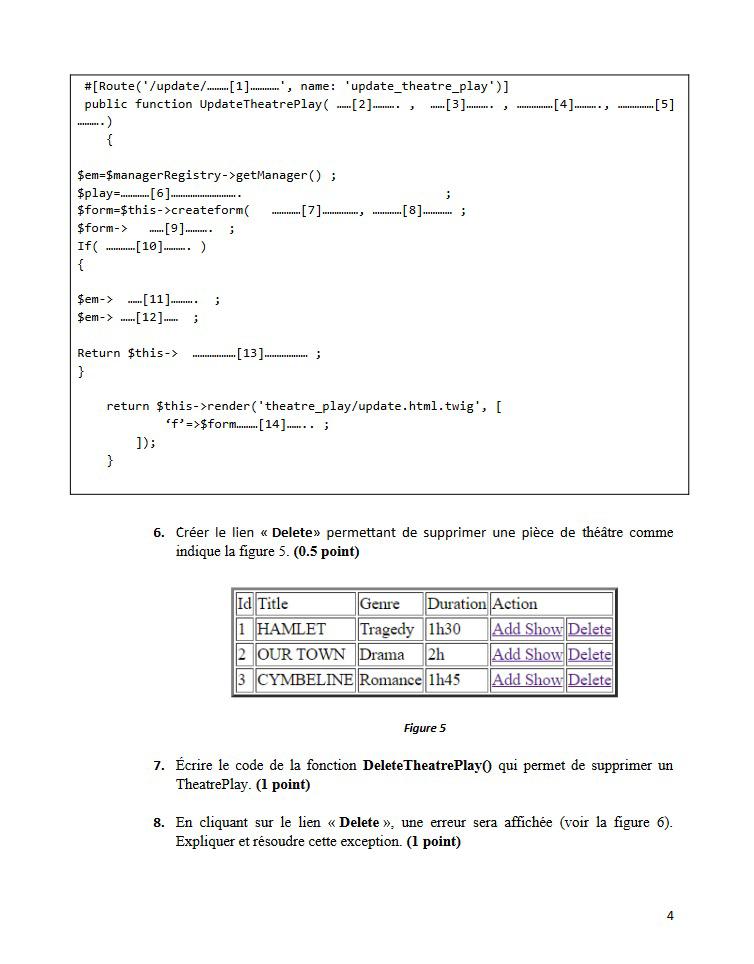 #[Route('/update/………[1]…………', name: 'update_theatre_play')]
public function UpdateTheatrePlay( ……[2]………. , ……[3]………. , ……………[4]………., ……………[5]
……….)
{
$em=$managerRegistry->getManager() ;
$play=…………[6]………………………. ;
$form=$this->createform( …………[7]……………, …………[8]………… ;
$form-> ……[9]………. ;
If( …………[10]………. )
{
$em-> ……[11]………. ;
$em-> ……[12]…… ;
Return $this-> ………………[13]……………… ;
}
return $this->render('theatre_play/update.html.twig', [
‘f’=>$form………[14]…….. ;
]);
}
6. Créer le lien « Delete» permettant de supprimer une pièce de théâtre comme
indique la figure 5. (0.5 point)
Id Title Genre Duration Action
1 HAMLET Tragedy 1h30 Add Show Delete
2 OUR TOWN Drama 2h Add Show Delete
3 CYMBELINE Romance 1h45 Add Show Delete
Figure 5
7. Écrire le code de la fonction DeleteTheatrePlay() qui permet de supprimer un
TheatrePlay. (1 point)
8. En cliquant sur le lien « Delete », une erreur sera affichée (voir la figure 6).
Expliquer et résoudre cette exception. (1 point)
4